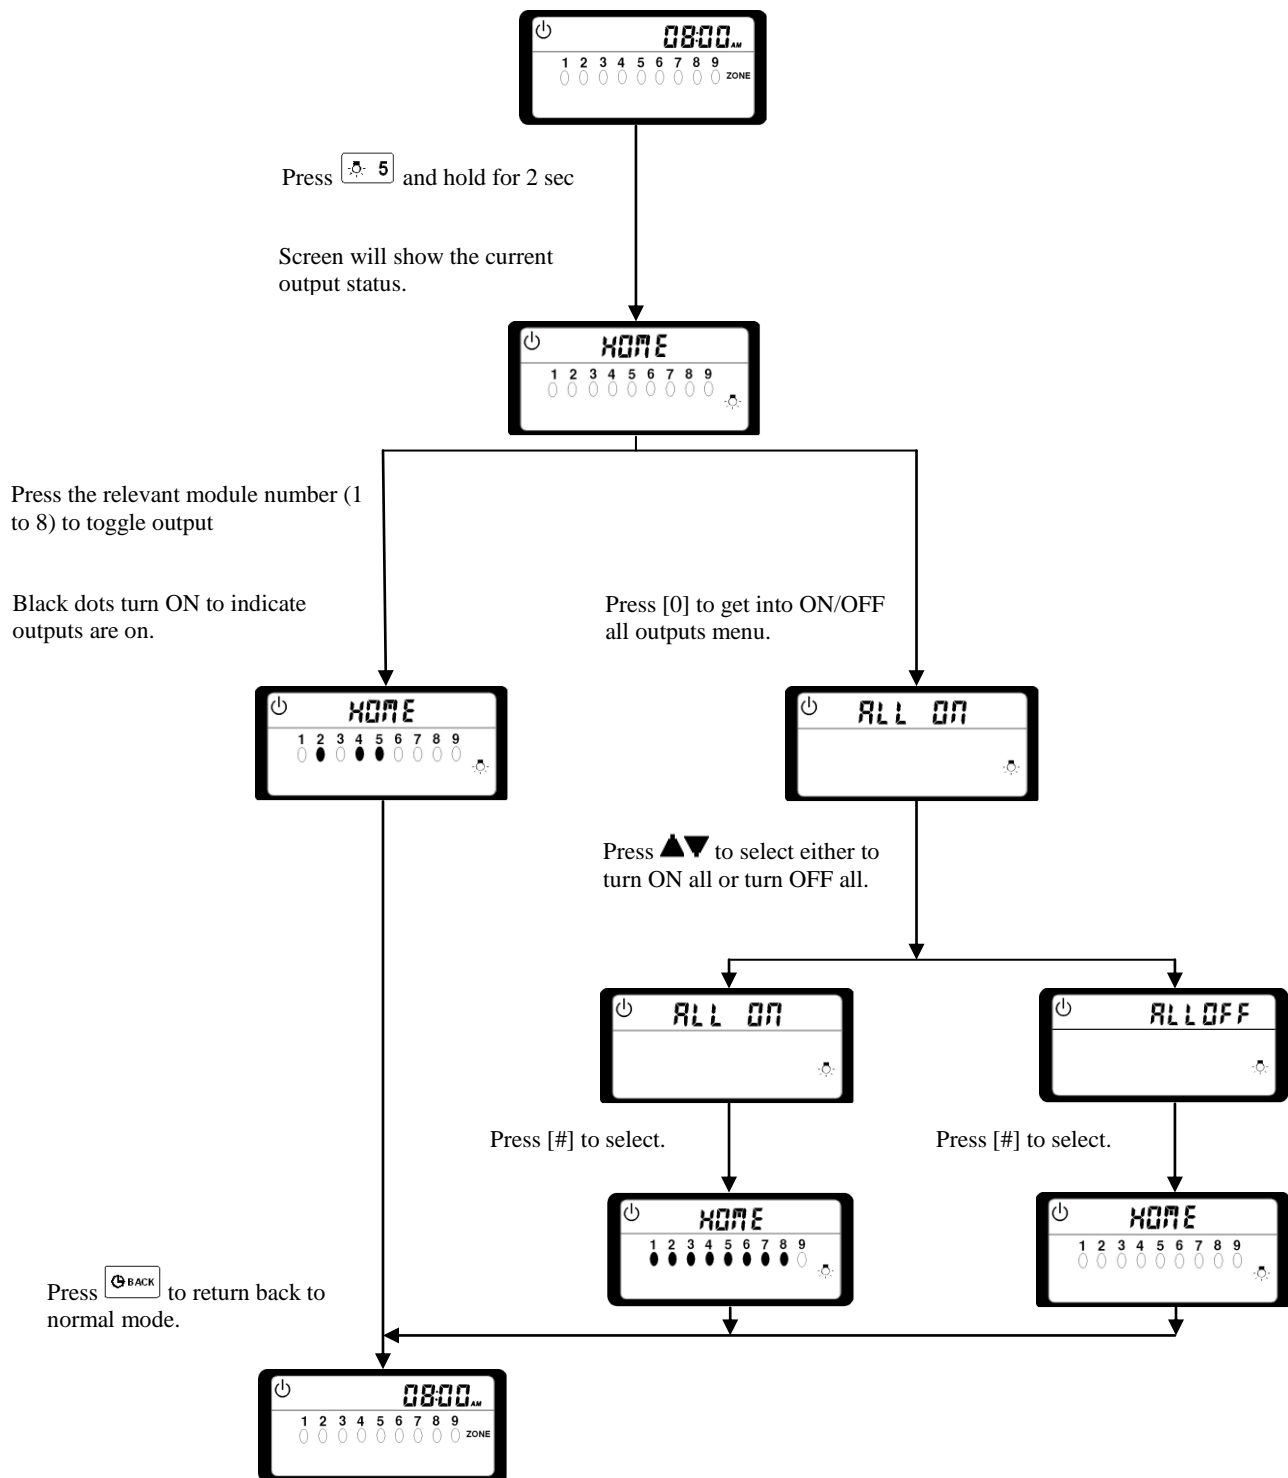 08:00 AM
1 2 3 4 5 6 7 8 9
ZONE
Press 5 and hold for 2 sec
Screen will show the current
output status.
HOME
1 2 3 4 5 6 7 8 9
Press the relevant module number (1
to 8) to toggle output
Black dots turn ON to indicate
outputs are on.
Press [0] to get into ON/OFF
all outputs menu.
HOME
1 2 3 4 5 6 7 8 9
ALL ON
Press to select either to
turn ON all or turn OFF all.
ALL ON
ALLOFF
Press [#] to select.
Press [#] to select.
HOME
1 2 3 4 5 6 7 8 9
HOME
1 2 3 4 5 6 7 8 9
Press BACK to return back to
normal mode.
08:00 AM
1 2 3 4 5 6 7 8 9
ZONE